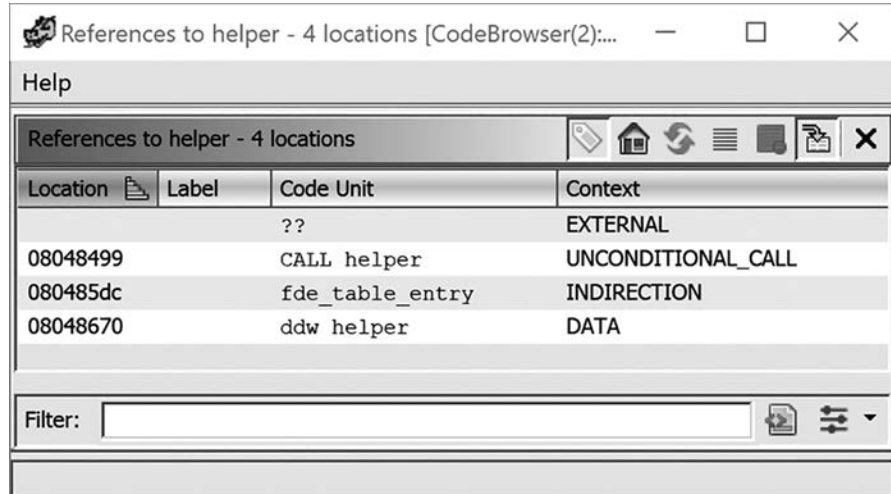 References to helper - 4 locations [CodeBrowser(2):...
Help
References to helper - 4 locations
Location Label Code Unit Context
?? EXTERNAL
08048499 CALL helper UNCONDITIONAL_CALL
080485dc fde_table_entry INDIRECTION
08048670 ddw helper DATA
Filter: